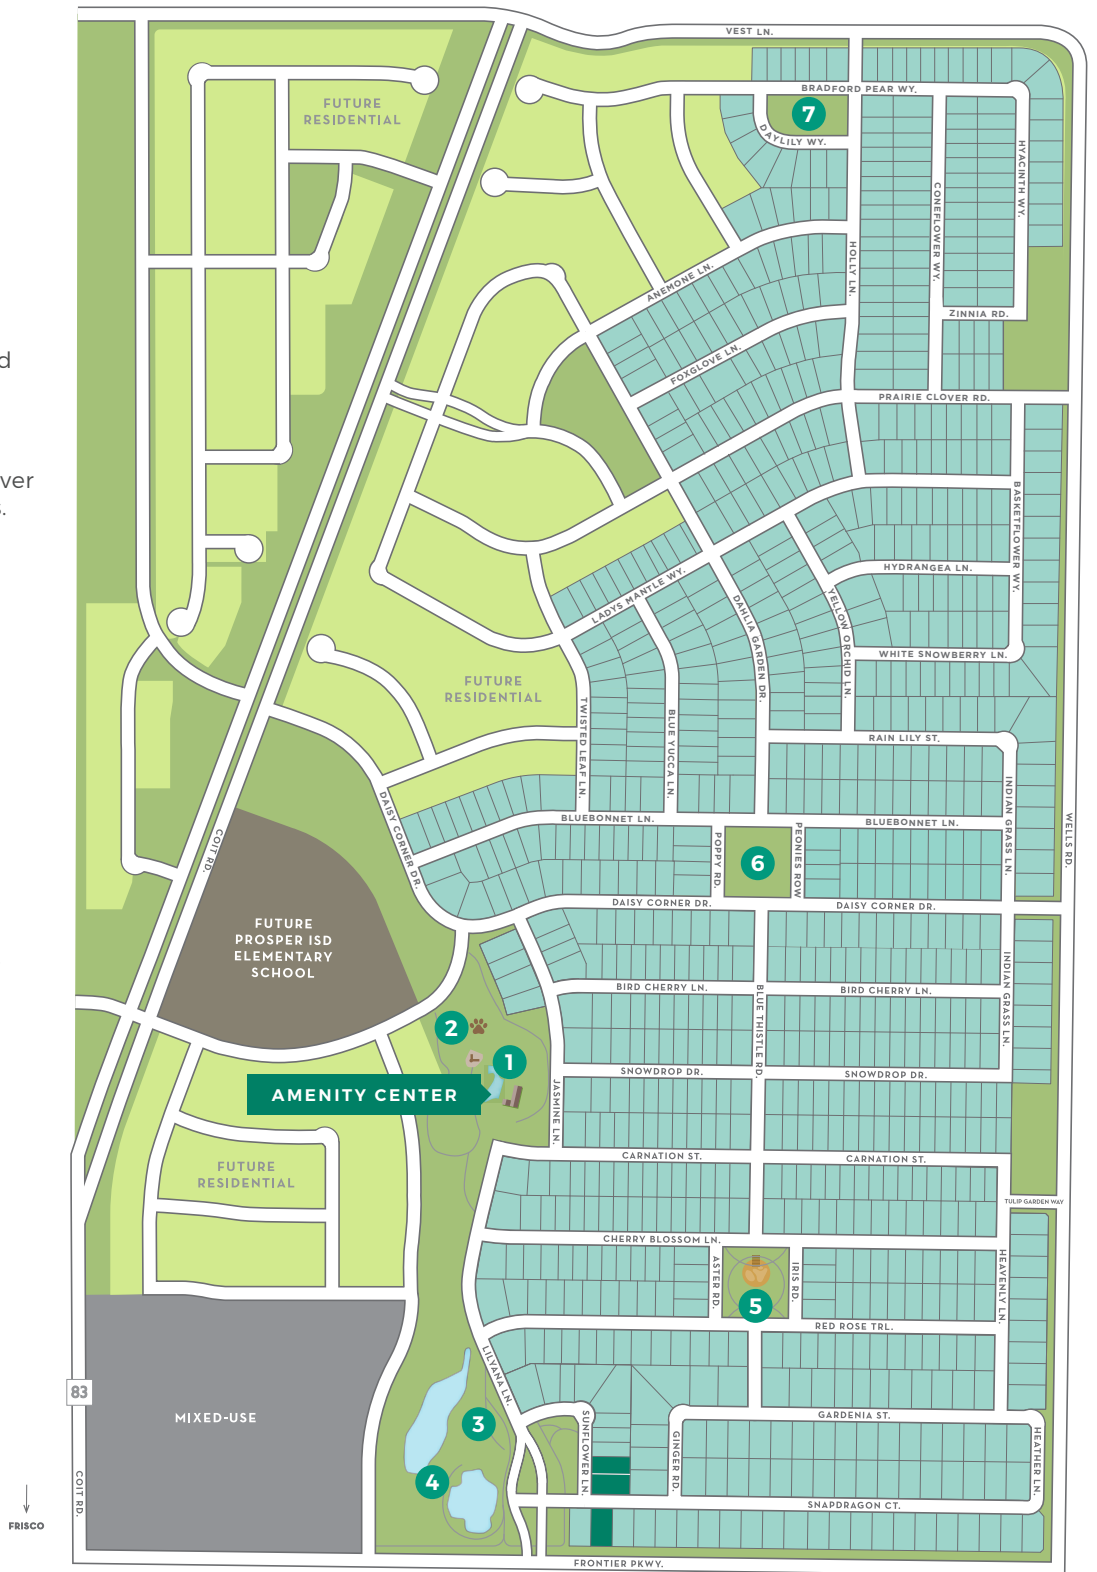 VEST LN.
BRADFORD PEAR WY.
FUTURE
RESIDENTIAL
7
DAYLILY WY.
HYACINTH WY.
CONEFLOWER WY.
HOLLY LN.
ANEMONE LN.
ZINNIA RD.
FOXGLOVE LN.
d
PRAIRIE CLOVER RD.
ver
s.
BASKETFLOWER WY.
HYDRANGEA LN.
LADYS MANTLE WY.
DAHLIA GARDEN DR.
YELLOW ORCHID LN.
WHITE SNOWBERRY LN.
FUTURE
RESIDENTIAL
TWISTED LEAF LN.
BLUE YUCCA LN.
RAIN LILY ST.
INDIAN GRASS LN.
DAISY CORNER DR.
COIT RD.
BLUEBONNET LN.
BLUEBONNET LN.
POPPY RD.
6
PEONIES ROW
WELLS RD.
DAISY CORNER DR.
DAISY CORNER DR.
FUTURE
PROSPER ISD
ELEMENTARY
SCHOOL
BIRD CHERRY LN.
BIRD CHERRY LN.
BLUE THISTLE RD.
INDIAN GRASS LN.
2
1
AMENITY CENTER
SNOWDROP DR.
SNOWDROP DR.
JASMINE LN.
CARNATION ST.
CARNATION ST.
FUTURE
RESIDENTIAL
TULIP GARDEN WAY
CHERRY BLOSSOM LN.
ASTER RD.
5
IRIS RD.
HEAVENLY LN.
RED ROSE TRL.
LILYANA LN.
83
MIXED-USE
3
4
SUNFLOWER LN.
GINGER RD.
GARDENIA ST.
HEATHER LN.
COIT RD.
SNAPDRAGON CT.
FRISCO
FRONTIER PKWY.